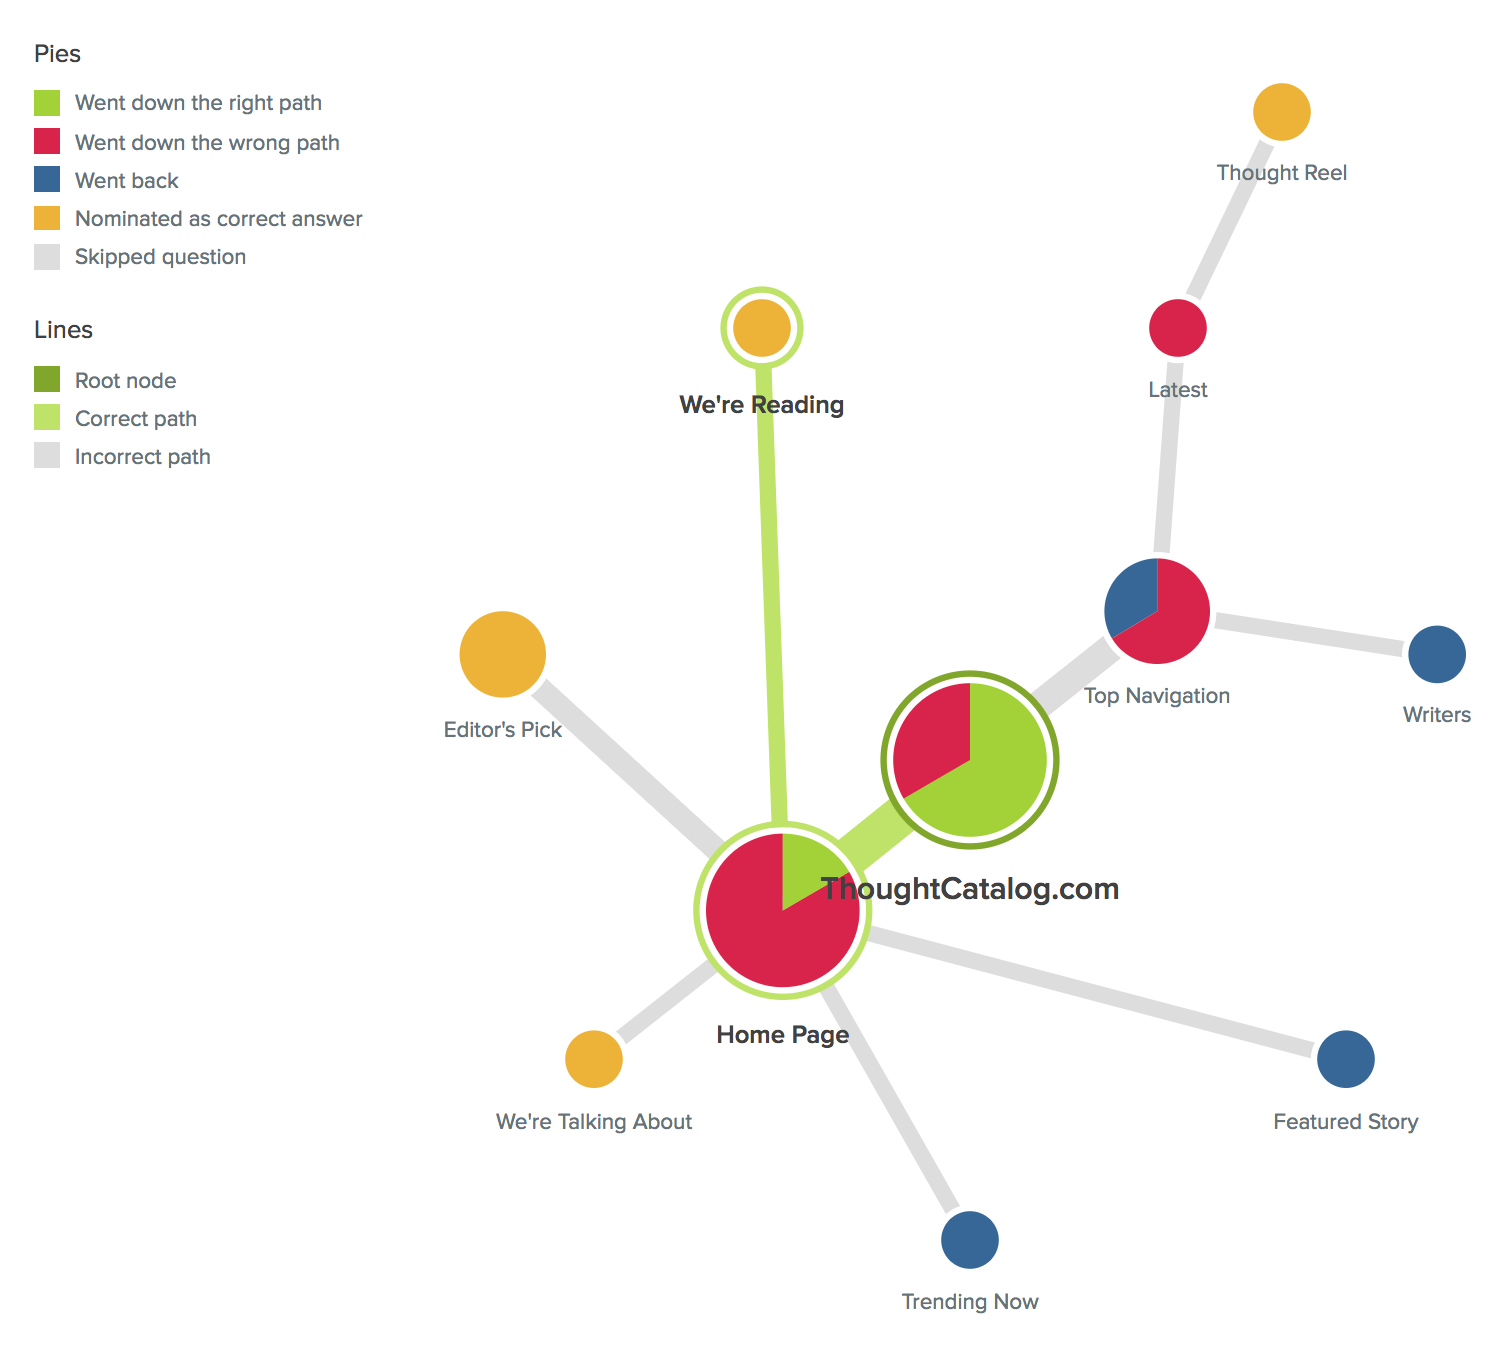 Pies
Went down the right path
Went down the wrong path
Went back
Nominated as correct answer
Skipped question
Lines
Root node
Correct path
Incorrect path
Thought Reel
We're Reading
Latest
Editor's Pick
Top Navigation
Writers
ThoughtCatalog.com
Home Page
We're Talking About
Featured Story
Trending Now